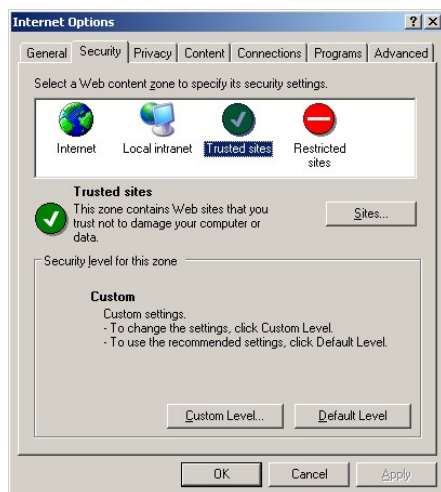 Internet Options
General Security Privacy Content Connections Programs Advanced
Select a Web content zone to specify its security settings.
Internet Local intranet Trusted sites Restricted
sites
Trusted sites
This zone contains Web sites that you
trust not to damage your computer or
data.
Sites...
Security level for this zone
Custom
Custom settings.
- To change the settings, click Custom Level.
- To use the recommended settings, click Default Level.
Custom Level... Default Level
OK Cancel Apply